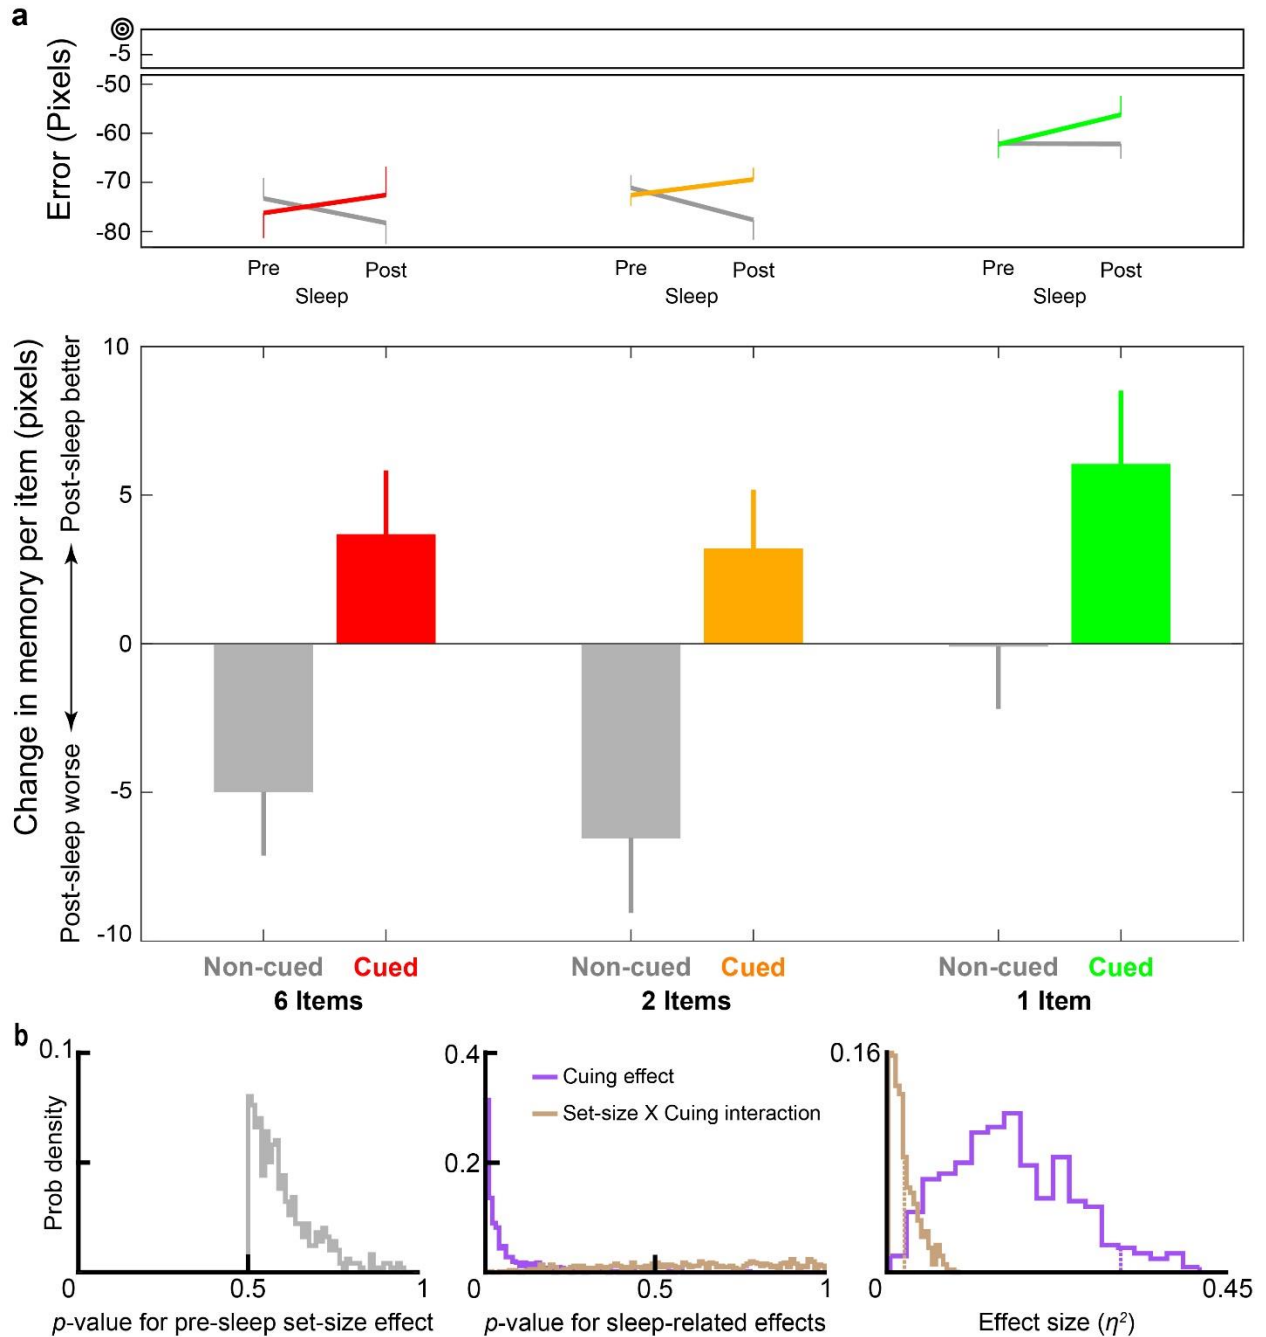 a
Error (Pixels)
-5
-50
-60
-70
-80
Pre Post Pre Post Pre Post
Sleep Sleep Sleep
Change in memory per item (pixels)
Post-sleep worse Post-sleep better
10
5
0
-5
-10
Non-cued Cued Non-cued Cued Non-cued Cued
6 Items 2 Items 1 Item
b
Prob density
0.1
0 0.5 1
p-value for pre-sleep set-size effect
0.4
0.2
Cuing effect
Set-size X Cuing interaction
0 0.5 1
p-value for sleep-related effects
0.16
0 0.45
Effect size (η²)